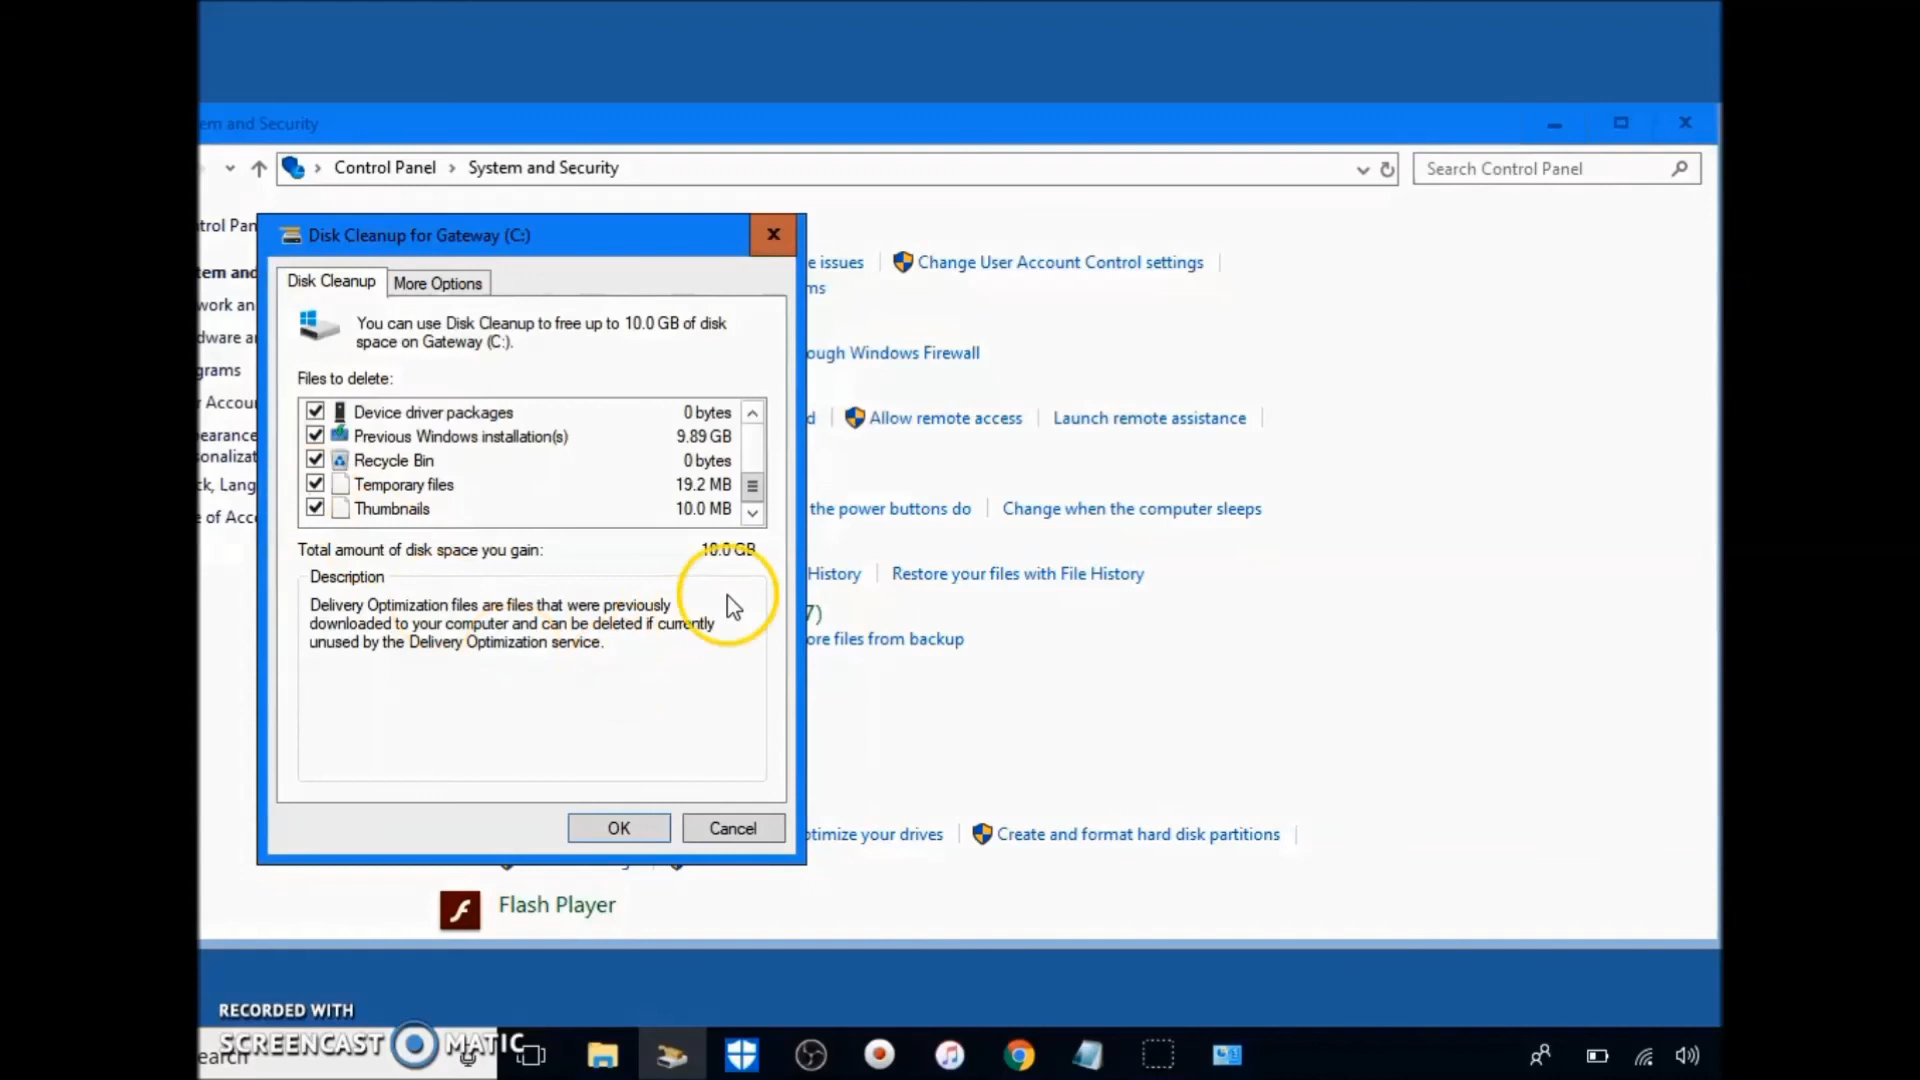 em and Security
Control Panel
System and Security
Search Control Panel
trol Pan
tem and
work an
dware a
grams
r Accou
pearance
sonalizat
ck, Lang
e of Acc
Disk Cleanup for Gateway (C:)
Disk Cleanup
More Options
You can use Disk Cleanup to free up to 10.0 GB of disk
space on Gateway (C:).
Files to delete:
Device driver packages 0 bytes
Previous Windows installation(s) 9.89 GB
Recycle Bin 0 bytes
Temporary files 19.2 MB
Thumbnails 10.0 MB
Total amount of disk space you gain: 10.0 GB
Description
Delivery Optimization files are files that were previously
downloaded to your computer and can be deleted if currently
unused by the Delivery Optimization service.
OK
Cancel
e issues
Change User Account Control settings
ms
ough Windows Firewall
d
Allow remote access
Launch remote assistance
the power buttons do
Change when the computer sleeps
History
Restore your files with File History
7)
ore files from backup
ptimize your drives
Create and format hard disk partitions
Flash Player
RECORDED WITH
SCREENCAST MATIC
earch